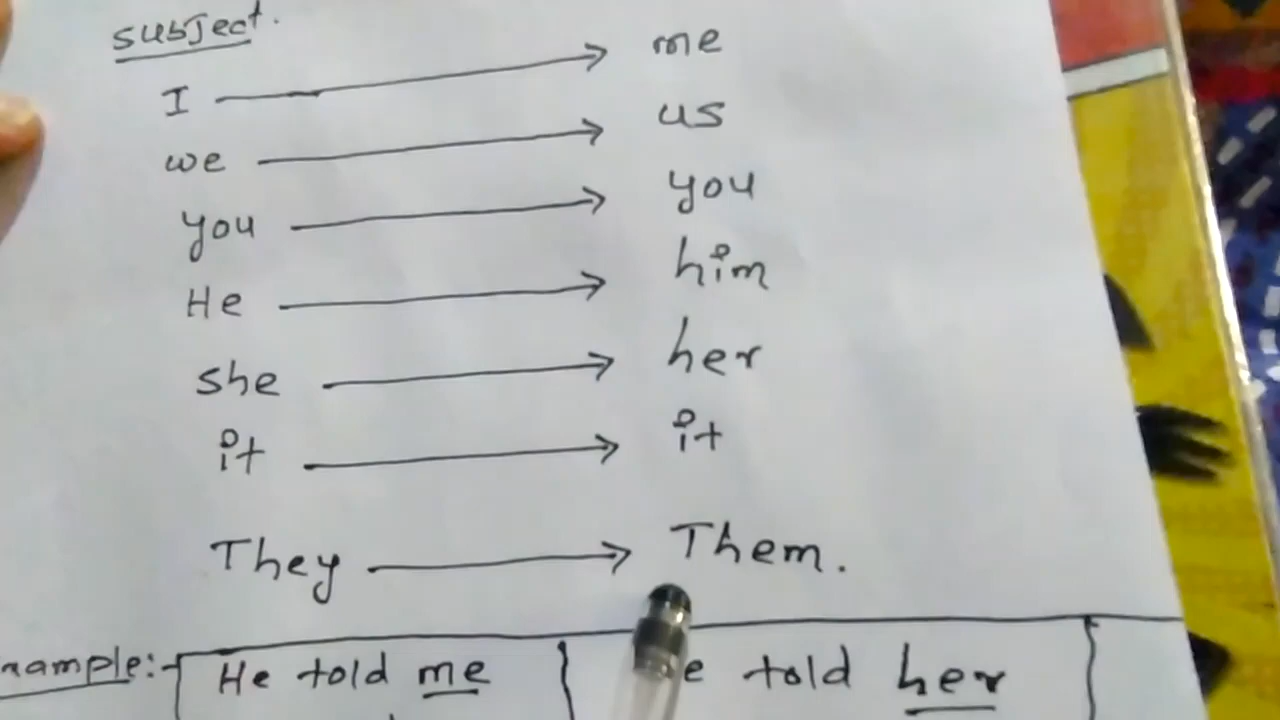 subject.
I → me
we → us
you → you
He → him
she → her
it → it
They → Them.
He told me told her